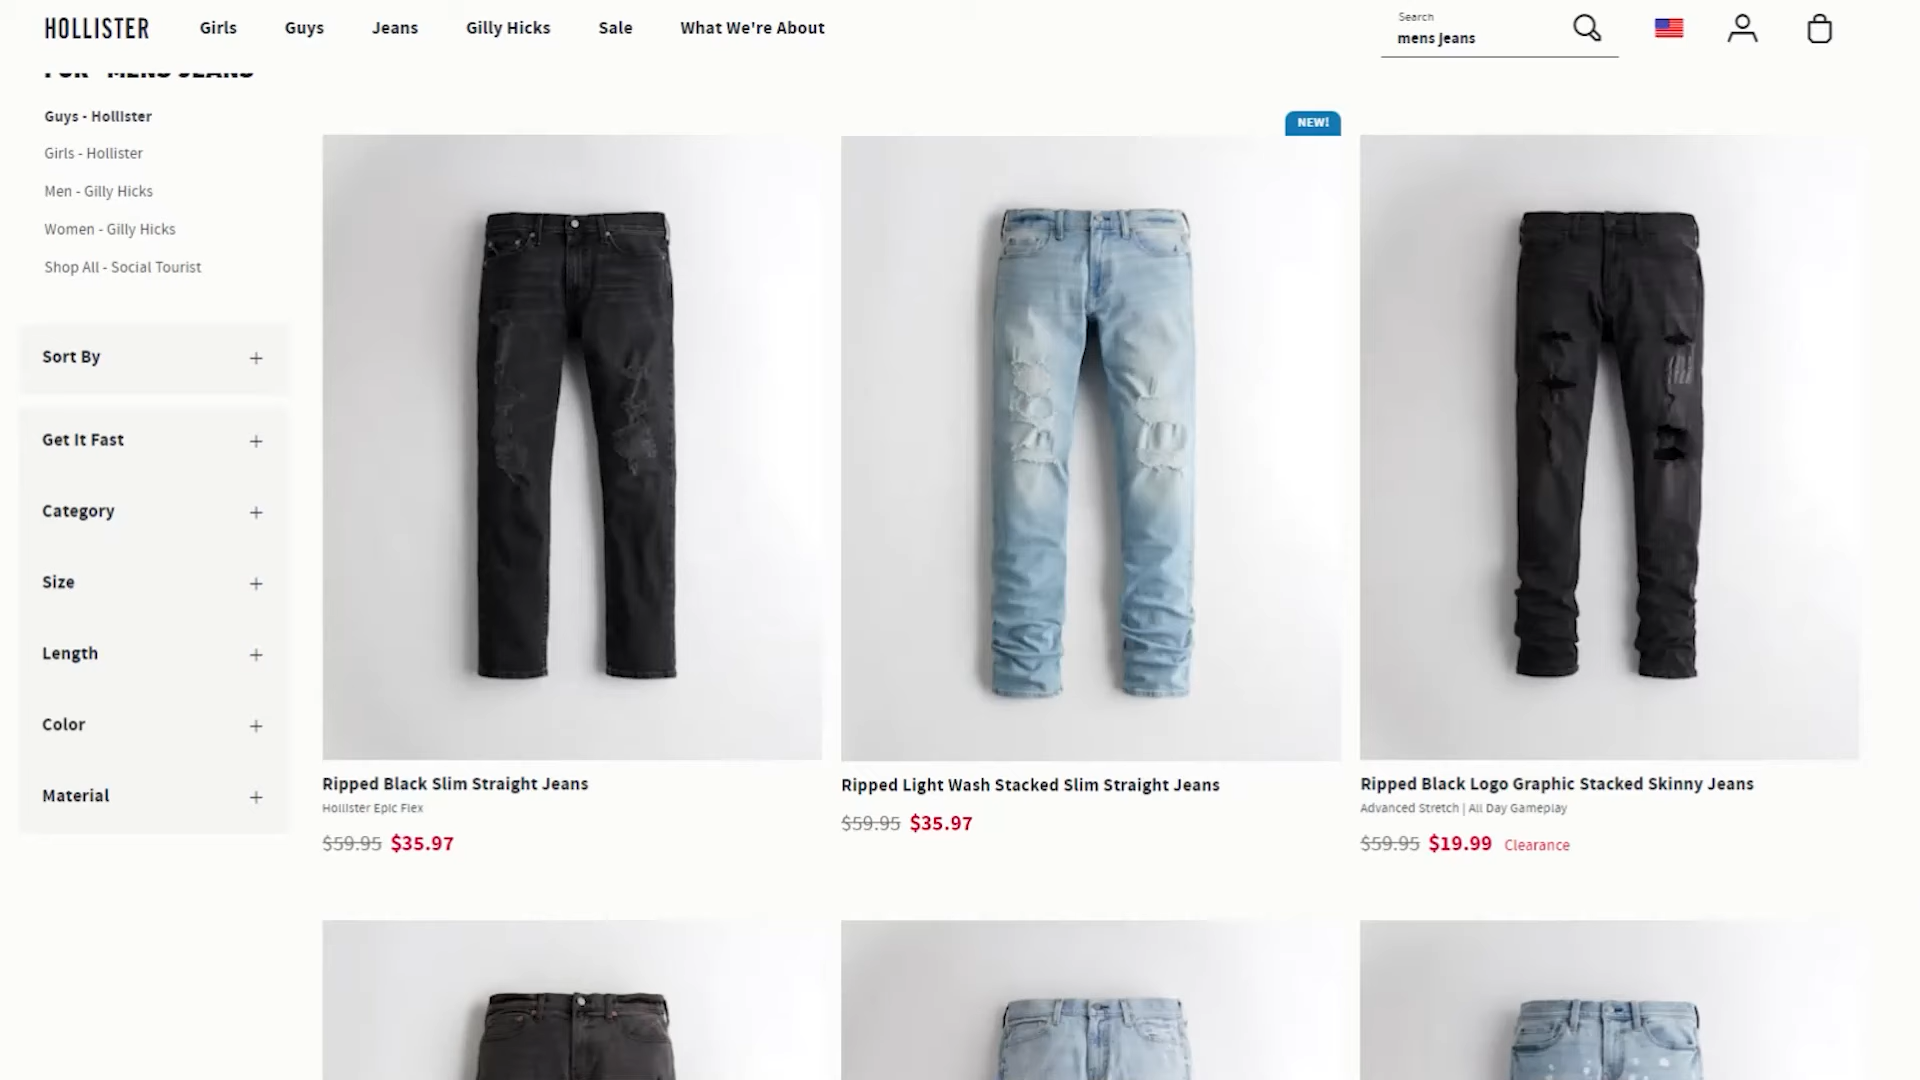 HOLLISTER
Girls
Guys
Jeans
Gilly Hicks
Sale
What We're About
Search
mens jeans
FOR "MENS JEANS"
Guys - Hollister
Girls - Hollister
Men - Gilly Hicks
Women - Gilly Hicks
Shop All - Social Tourist
Sort By +
Get It Fast +
Category +
Size +
Length +
Color +
Material +
NEW!
Ripped Black Slim Straight Jeans
Hollister Epic Flex
$59.95 $35.97
Ripped Light Wash Stacked Slim Straight Jeans
$59.95 $35.97
Ripped Black Logo Graphic Stacked Skinny Jeans
Advanced Stretch | All Day Gameplay
$59.95 $19.99 Clearance